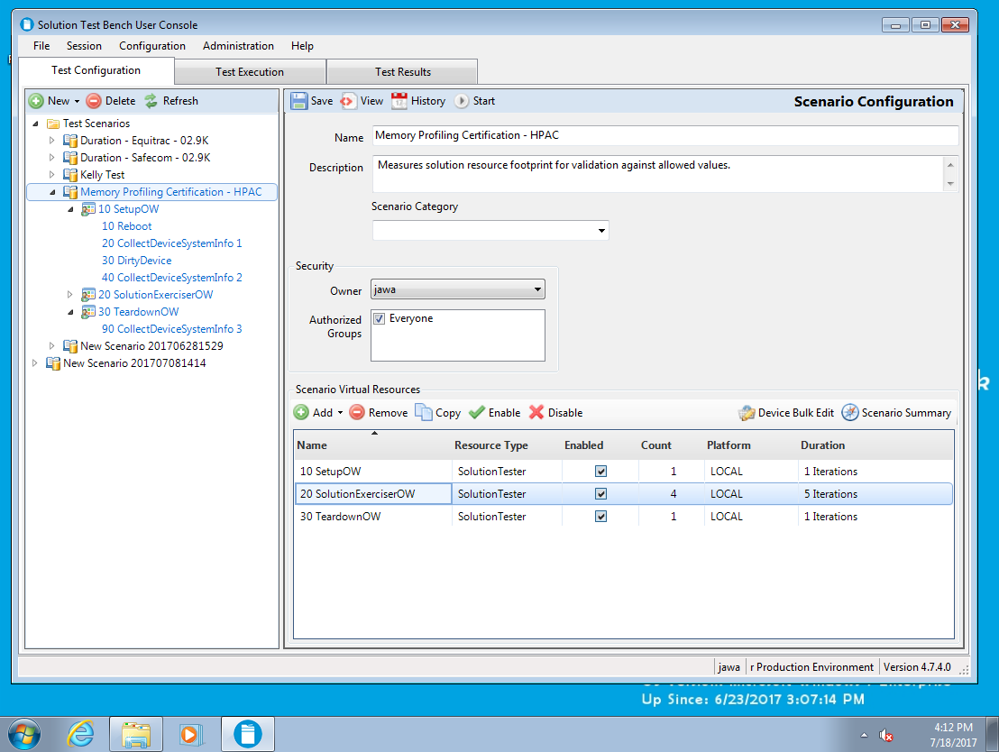 Solution Test Bench User Console
File Session Configuration Administration Help
Test Configuration Test Execution Test Results
New Delete Refresh
Save View History Start Scenario Configuration
Test Scenarios
Duration - Equitrac - 02.9K
Duration - Safecom - 02.9K
Kelly Test
Memory Profiling Certification - HPAC
10 SetupOW
10 Reboot
20 CollectDeviceSystemInfo 1
30 DirtyDevice
40 CollectDeviceSystemInfo 2
20 SolutionExerciserOW
30 TeardownOW
90 CollectDeviceSystemInfo 3
New Scenario 201706281529
New Scenario 201707081414
Name Memory Profiling Certification - HPAC
Description Measures solution resource footprint for validation against allowed values.
Scenario Category
Security
Owner jawa
Authorized Groups Everyone
Scenario Virtual Resources
Add Remove Copy Enable Disable Device Bulk Edit Scenario Summary
Name Resource Type Enabled Count Platform Duration
10 SetupOW SolutionTester 1 LOCAL 1 Iterations
20 SolutionExerciserOW SolutionTester 4 LOCAL 5 Iterations
30 TeardownOW SolutionTester 1 LOCAL 1 Iterations
jawa r Production Environment Version 4.7.4.0
Up Since: 6/23/2017 3:07:14 PM
4:12 PM
7/18/2017